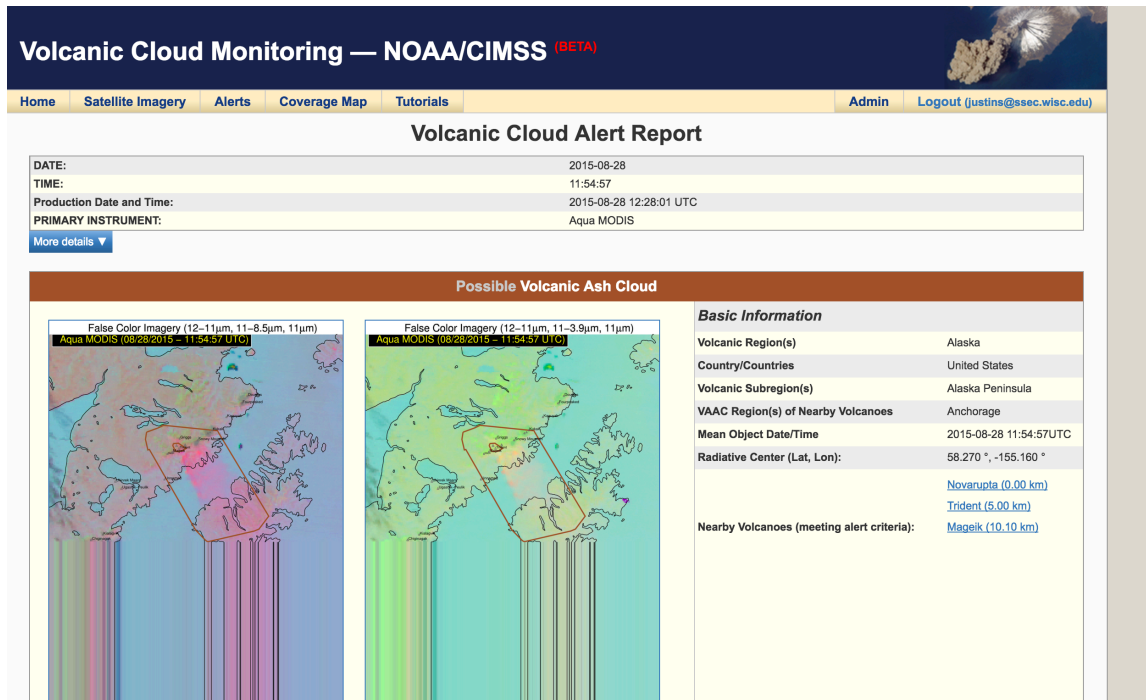 Volcanic Cloud Monitoring — NOAA/CIMSS (BETA)
Home Satellite Imagery Alerts Coverage Map Tutorials Admin Logout (justins@ssec.wisc.edu)
Volcanic Cloud Alert Report
DATE: 2015-08-28
TIME: 11:54:57
Production Date and Time: 2015-08-28 12:28:01 UTC
PRIMARY INSTRUMENT: Aqua MODIS
More details ▼
Possible Volcanic Ash Cloud
False Color Imagery (12–11μm, 11–8.5μm, 11μm)
Aqua MODIS (08/28/2015 – 11:54:57 UTC)
False Color Imagery (12–11μm, 11–3.9μm, 11μm)
Aqua MODIS (08/28/2015 – 11:54:57 UTC)
Basic Information
Volcanic Region(s) Alaska
Country/Countries United States
Volcanic Subregion(s) Alaska Peninsula
VAAC Region(s) of Nearby Volcanoes Anchorage
Mean Object Date/Time 2015-08-28 11:54:57UTC
Radiative Center (Lat, Lon): 58.270 °, -155.160 °
Nearby Volcanoes (meeting alert criteria):
Novarupta (0.00 km)
Trident (5.00 km)
Mageik (10.10 km)